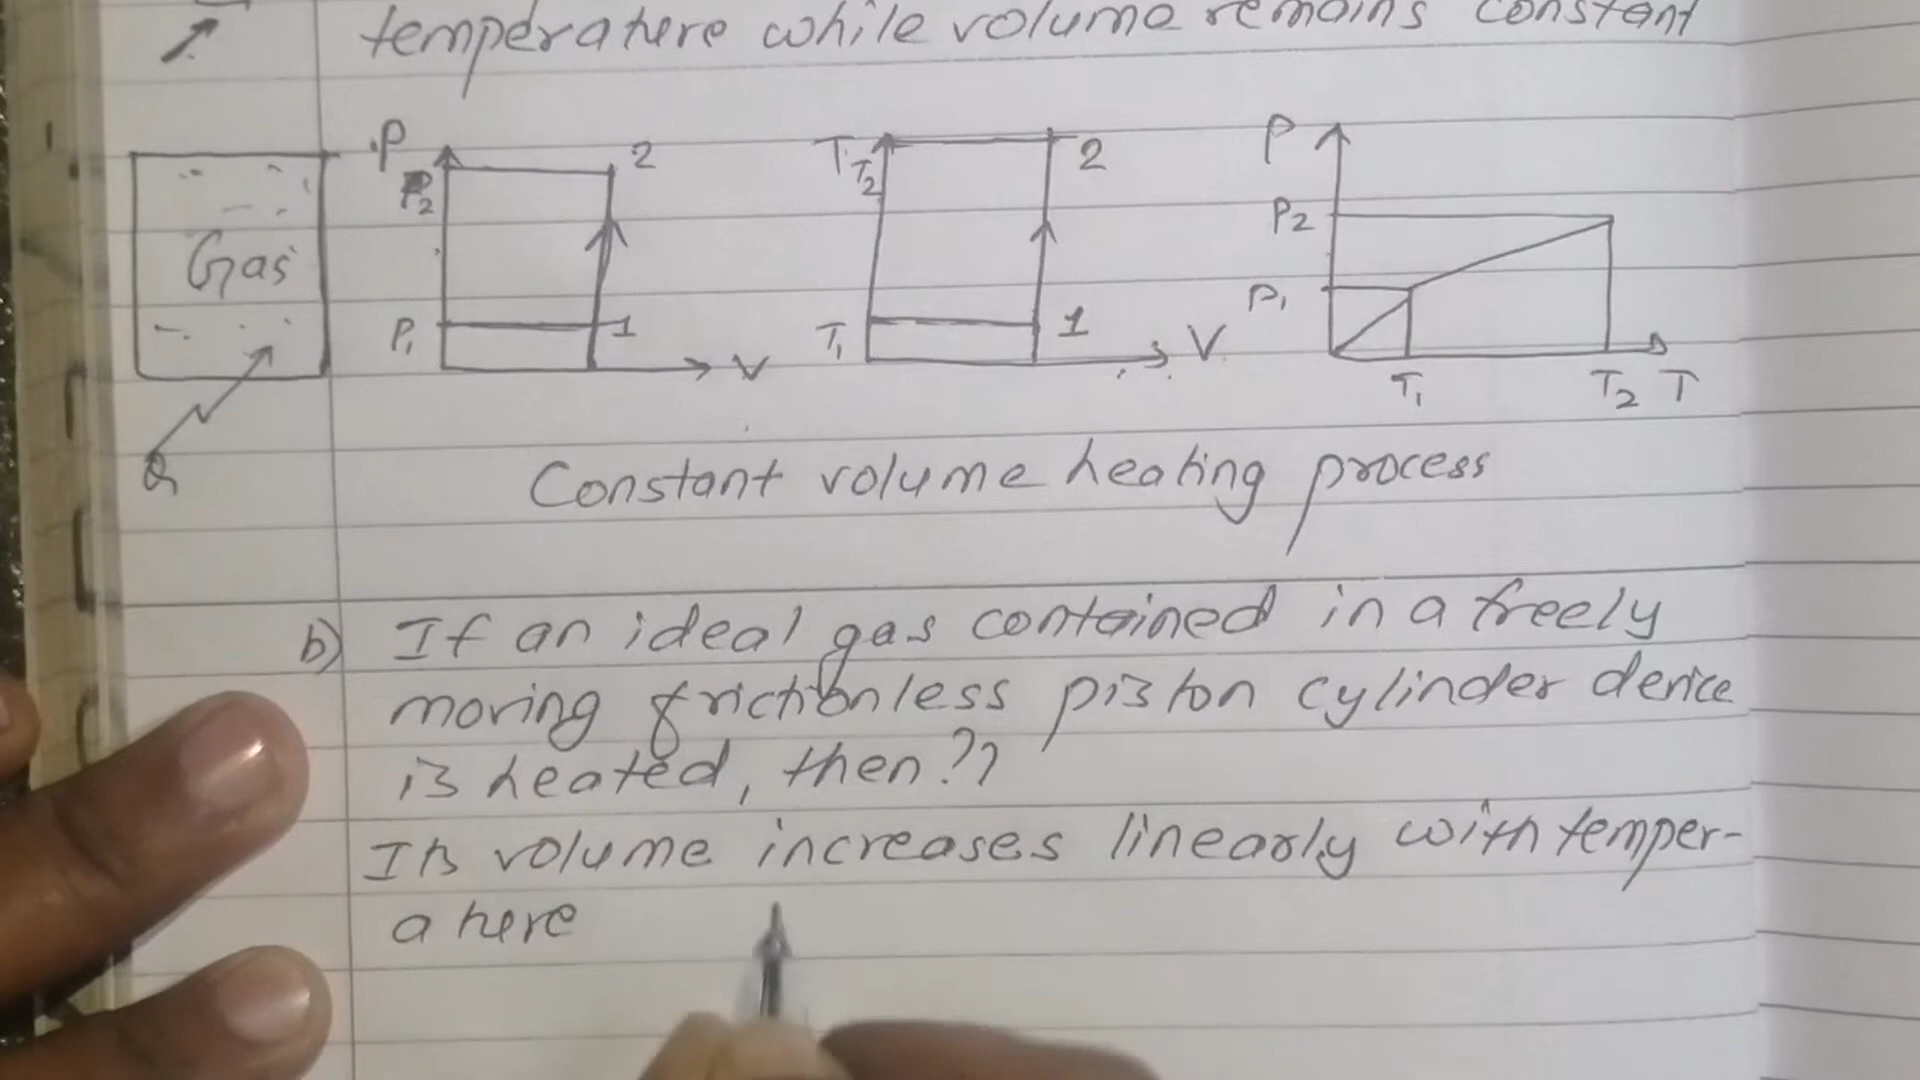 temperature while volume remains constant
P
P2
2
P1
1
V
T
T2
2
T1
1
V
P
P2
P1
T1
T2
T
Gas
Q
Constant volume heating process
b) If an ideal gas contained in a freely
moving frictionless piston cylinder device
is heated, then??
Its volume increases linearly with temper-
ature